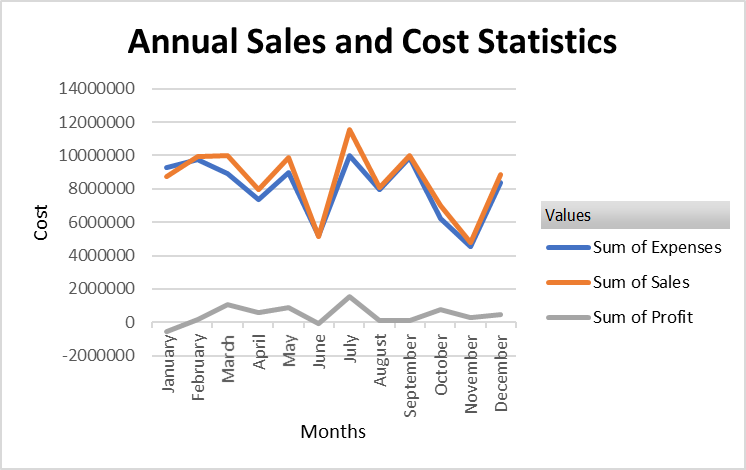 Annual Sales and Cost Statistics
14000000
12000000
10000000
8000000
6000000
4000000
2000000
0
-2000000
Cost
January
February
March
April
May
June
July
August
September
October
November
December
Months
Values
Sum of Expenses
Sum of Sales
Sum of Profit